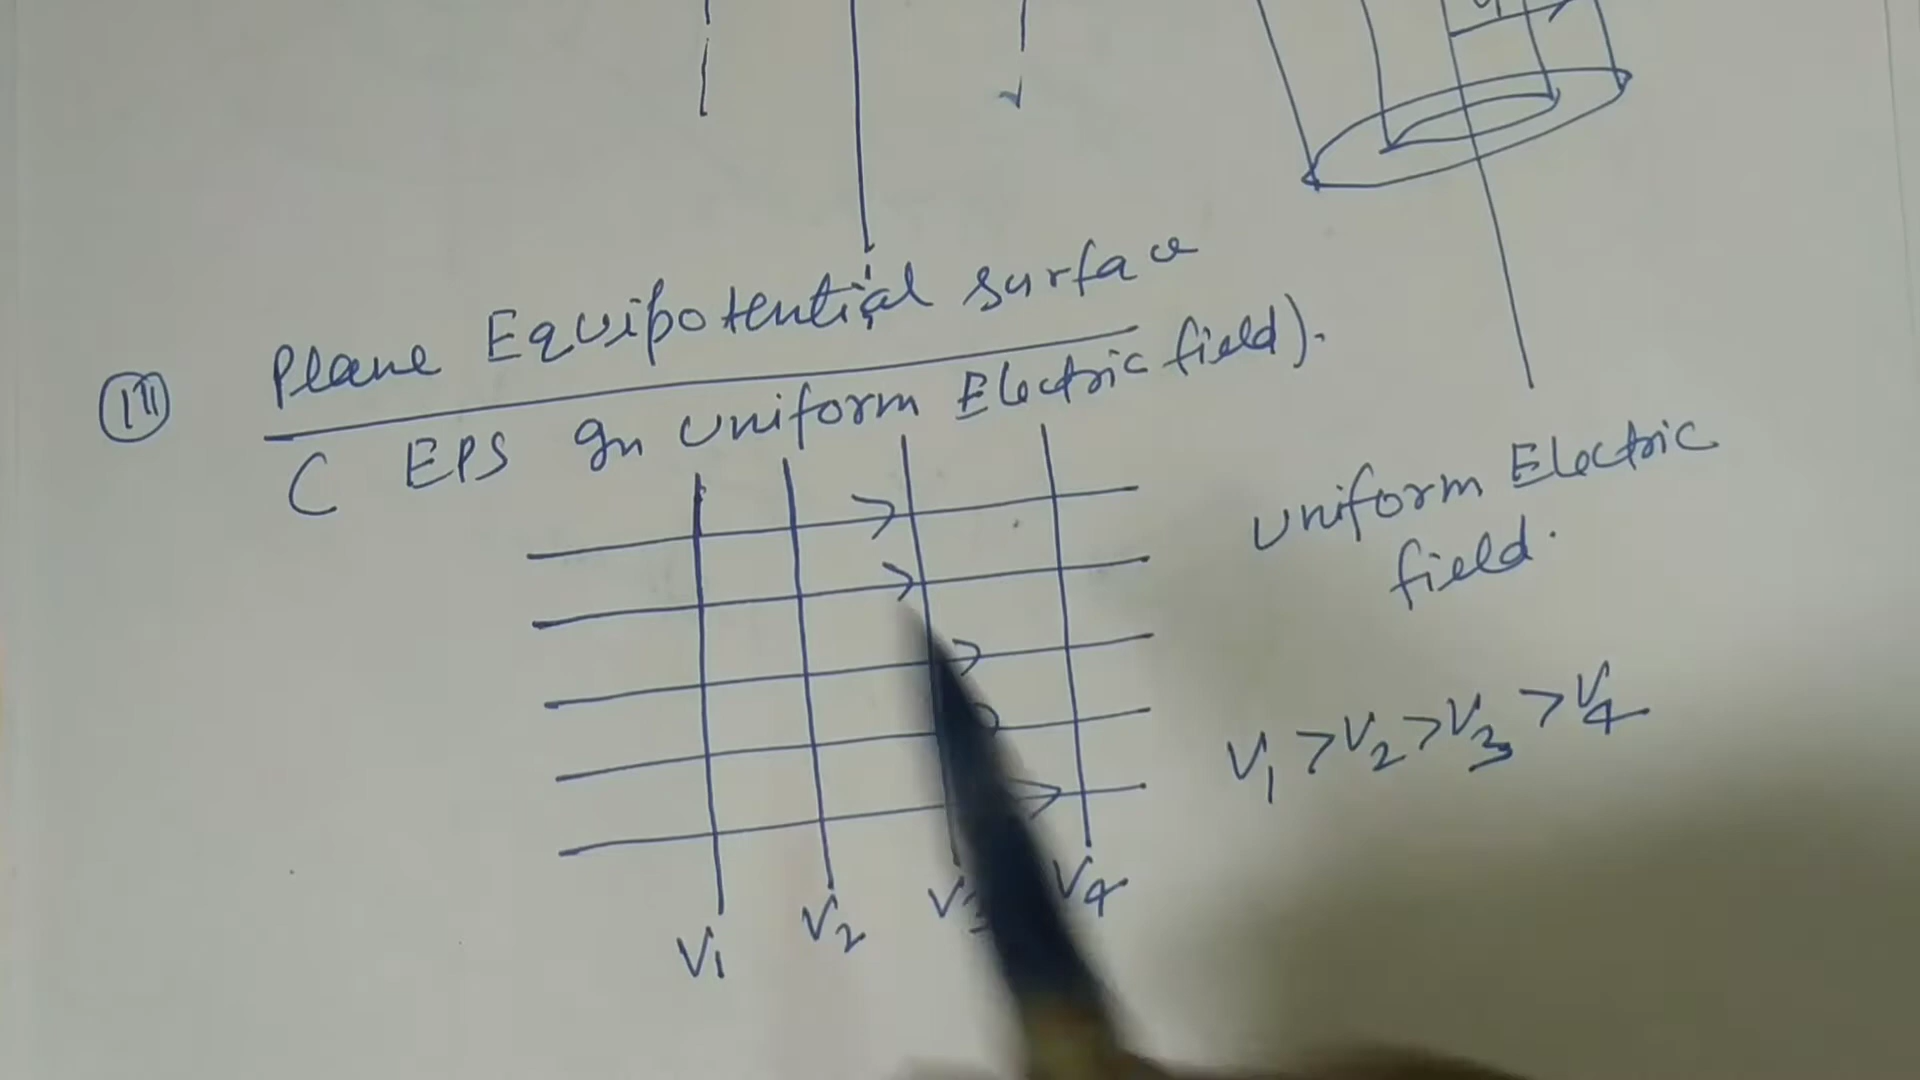 (III) Plane Equipotential surface
( EPS In uniform Electric field).
uniform Electric
field.
V1 > V2 > V3 > V4
V1 V2 V3 V4